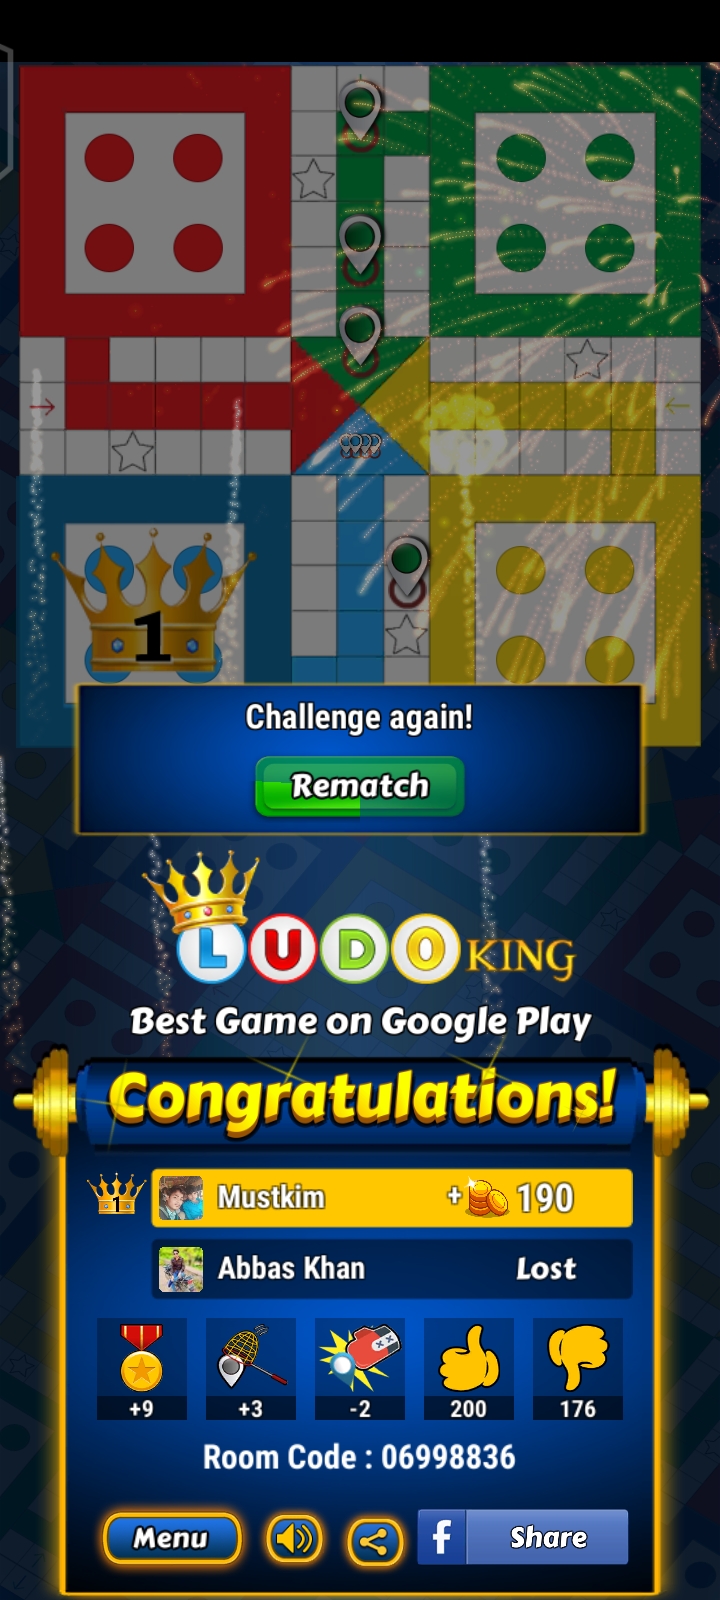 1
Challenge again!
Rematch
LUDO KING
Best Game on Google Play
Congratulations!
1 Mustkim + 190
Abbas Khan Lost
+9 +3 -2 200 176
Room Code : 06998836
Menu f Share